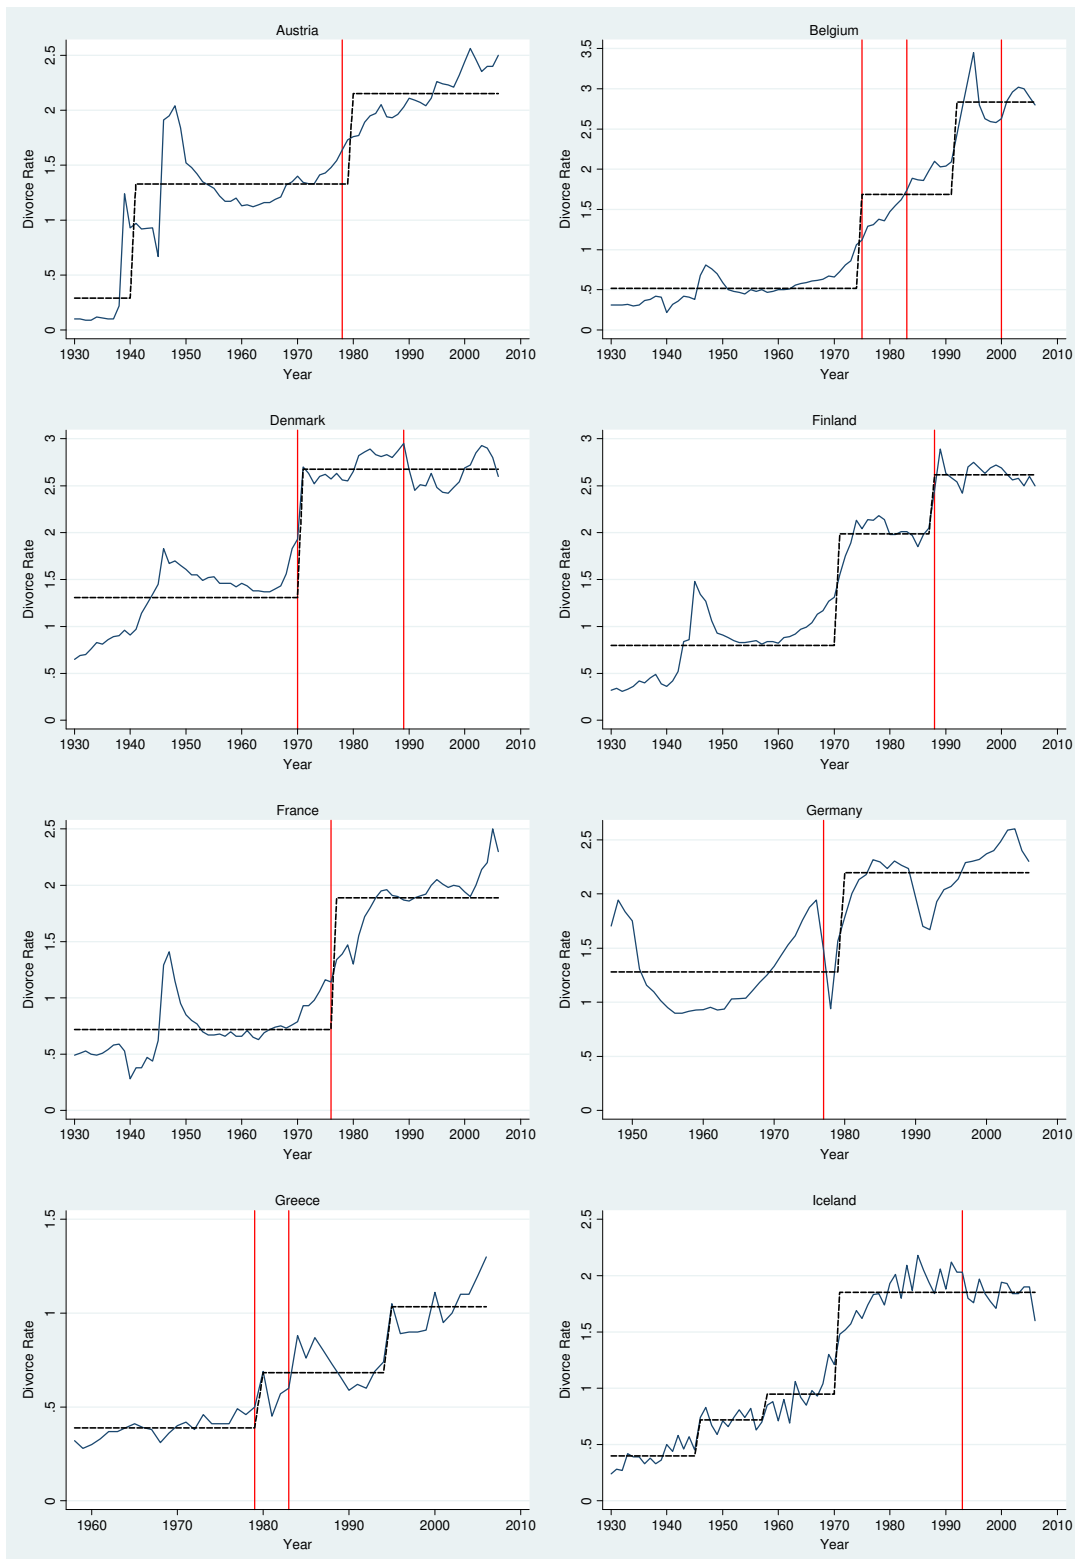 Austria
Divorce Rate
0 .5 1 1.5 2 2.5
1930 1940 1950 1960 1970 1980 1990 2000 2010
Year
Belgium
Divorce Rate
0 .5 1 1.5 2 2.5 3 3.5
1930 1940 1950 1960 1970 1980 1990 2000 2010
Year
Denmark
Divorce Rate
0 .5 1 1.5 2 2.5 3
1930 1940 1950 1960 1970 1980 1990 2000 2010
Year
Finland
Divorce Rate
0 .5 1 1.5 2 2.5 3
1930 1940 1950 1960 1970 1980 1990 2000 2010
Year
France
Divorce Rate
0 .5 1 1.5 2 2.5
1930 1940 1950 1960 1970 1980 1990 2000 2010
Year
Germany
Divorce Rate
0 .5 1 1.5 2 2.5
1950 1960 1970 1980 1990 2000 2010
Year
Greece
Divorce Rate
0 .5 1 1.5
1960 1970 1980 1990 2000 2010
Year
Iceland
Divorce Rate
0 .5 1 1.5 2 2.5
1930 1940 1950 1960 1970 1980 1990 2000 2010
Year